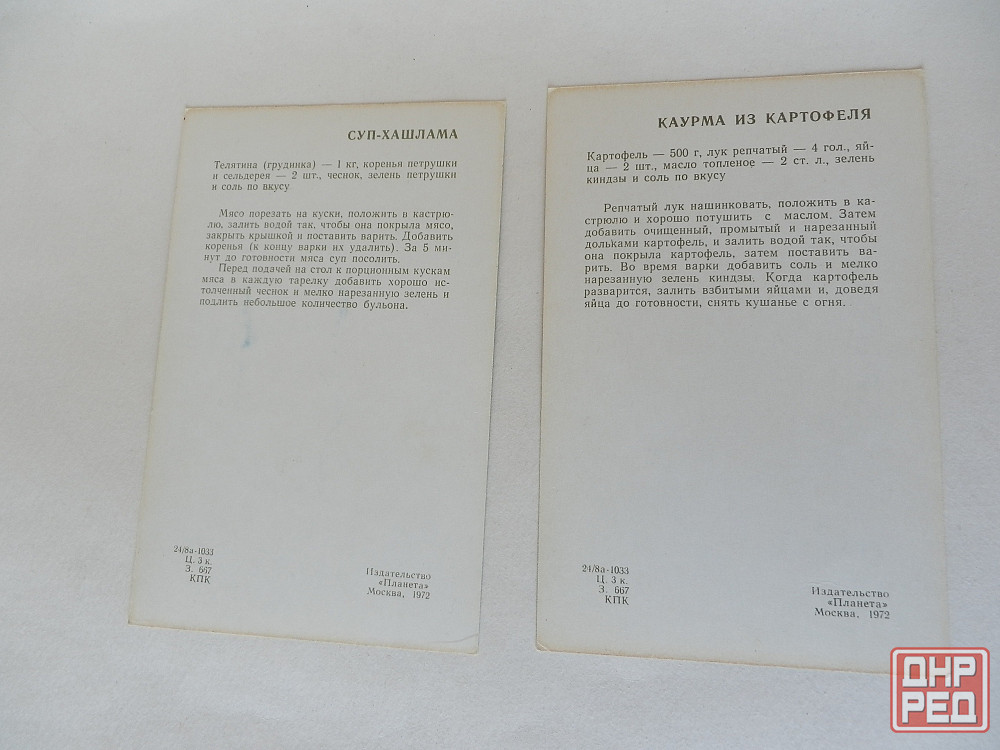 СУП-ХАШЛАМА
Телятина (грудинка) — 1 кг, коренья петрушки
и сельдерея — 2 шт., чеснок, зелень петрушки
и соль по вкусу
Мясо порезать на куски, положить в кастрю-
лю, залить водой так, чтобы она покрыла мясо,
закрыть крышкой и поставить варить. Добавить
коренья (к концу варки их удалить). За 5 ми-
нут до готовности мяса суп посолить.
Перед подачей на стол к порционным кускам
мяса в каждую тарелку добавить хорошо ис-
толченный чеснок и мелко нарезанную зелень и
подлить небольшое количество бульона.
24/8а-1033
Ц. 3 к.
З. 667
КПК
Издательство
«Планета»
Москва, 1972
КАУРМА ИЗ КАРТОФЕЛЯ
Картофель — 500 г, лук репчатый — 4 гол., яй-
ца — 2 шт., масло топленое — 2 ст. л., зелень
киндзы и соль по вкусу
Репчатый лук нашинковать, положить в ка-
стрюлю и хорошо потушить с маслом. Затем
добавить очищенный, промытый и нарезанный
дольками картофель, и залить водой так, чтобы
она покрыла картофель, затем поставить ва-
рить. Во время варки добавить соль и мелко
нарезанную зелень киндзы. Когда картофель
разварится, залить взбитыми яйцами и, доведя
яйца до готовности, снять кушанье с огня.
24/8а-1033
Ц. 3 к.
З. 667
КПК
Издательство
«Планета»
Москва, 1972
ДНР
РЕД